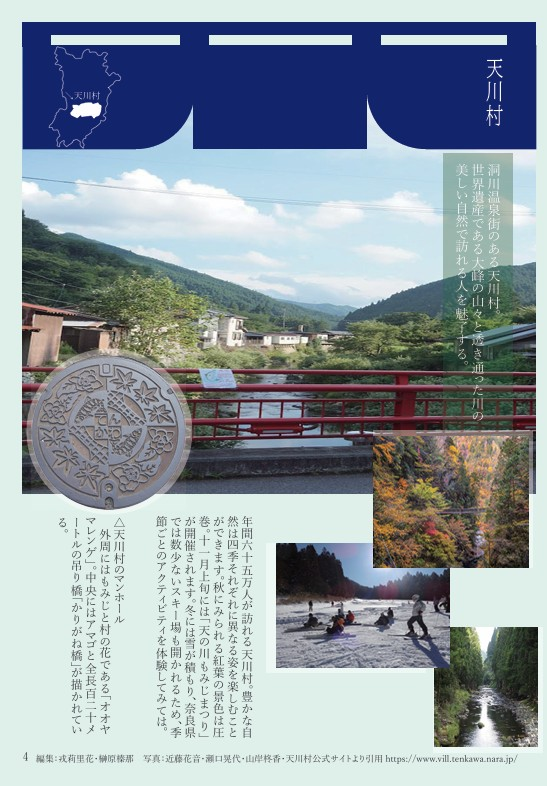 天川村
天川村
洞川温泉街のある天川村。
世界遺産である大峰の山々と透き通った川の
美しい自然で訪れる人を魅了する。
年間六十五万人が訪れる天川村。豊かな自
然は四季それぞれに異なる姿を楽しむこと
ができます。秋にみられる紅葉の景色は圧
巻。十一月上旬には「天の川もみじまつり」
が開催されます。冬には雪が積もり、奈良県
では数少ないスキー場も開かれるため、季
節ごとのアクティビティを体験してみては。
△天川村のマンホール
外周にはもみじと村の花である「オオヤ
マレンゲ」。中央にはアマゴと全長百二十メ
ートルの吊り橋「かりがね橋」が描かれてい
る。
4 編集:戎荷里花・榊原榛那 写真:近藤花音・瀬口晃代・山岸柊香・天川村公式サイトより引用 https://www.vill.tenkawa.nara.jp/